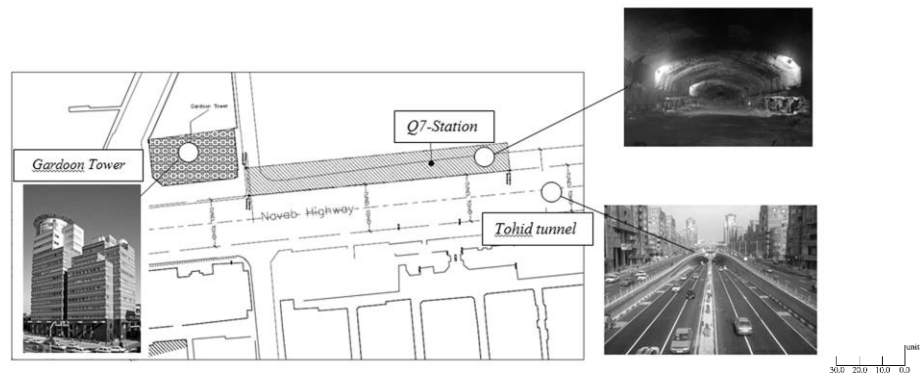 Gardoon Tower
Q7-Station
Gardoon Tower
Navab Highway
Tohid tunnel
unit
30.0 20.0 10.0 0.0